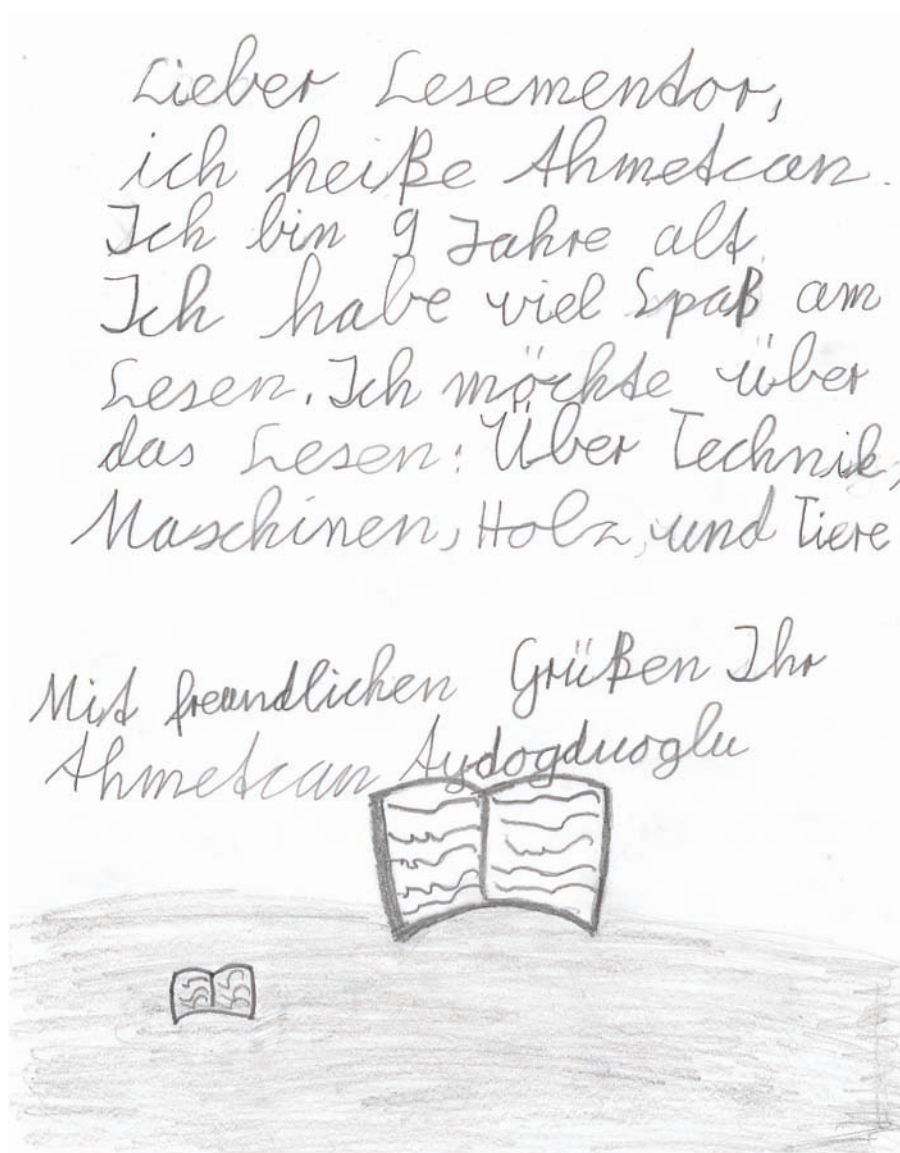 Lieber Lesementor,
ich heiße Ahmetcan.
Ich bin 9 Jahre alt.
Ich habe viel Spaß am
Lesen. Ich möchte über
das Lesen: Über Technik,
Maschinen, Holz, und Tiere
Mit freundlichen Grüßen Ihr
Ahmetcan Aydogduoglu